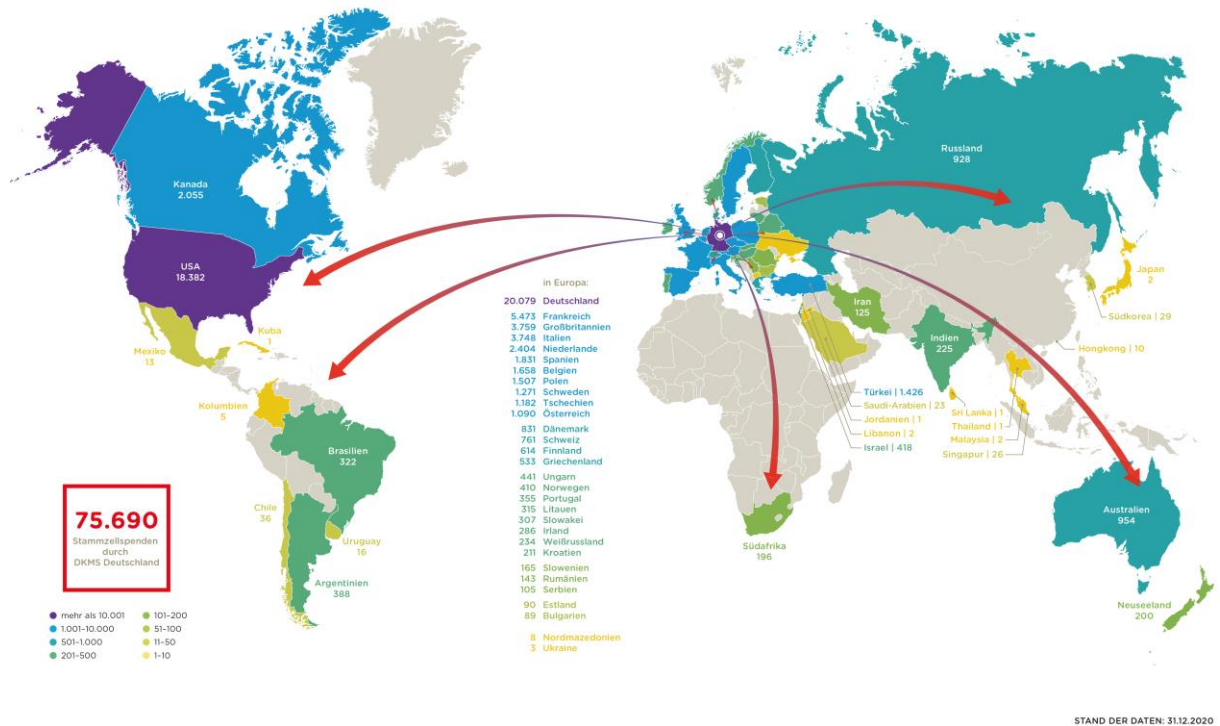 Kanada
2.055
USA
18.382
Mexiko
13
Kuba
1
Kolumbien
5
Brasilien
322
Chile
36
Uruguay
16
Argentinien
388
75.690
Stammzellspenden
durch
DKMS Deutschland
mehr als 10.001
1.001–10.000
501–1.000
201–500
101–200
51–100
11–50
1–10
in Europa:
20.079 Deutschland
5.473 Frankreich
3.759 Großbritannien
3.748 Italien
2.404 Niederlande
1.831 Spanien
1.658 Belgien
1.507 Polen
1.271 Schweden
1.182 Tschechien
1.090 Österreich
831 Dänemark
761 Schweiz
614 Finnland
533 Griechenland
441 Ungarn
410 Norwegen
355 Portugal
315 Litauen
307 Slowakei
286 Irland
234 Weißrussland
211 Kroatien
165 Slowenien
143 Rumänien
105 Serbien
90 Estland
89 Bulgarien
8 Nordmazedonien
3 Ukraine
Russland
928
Iran
125
Indien
225
Japan
2
Südkorea | 29
Hongkong | 10
Türkei | 1.426
Saudi-Arabien | 23
Jordanien | 1
Libanon | 2
Israel | 418
Sri Lanka | 1
Thailand | 1
Malaysia | 2
Singapur | 26
Südafrika
196
Australien
954
Neuseeland
200
STAND DER DATEN: 31.12.2020